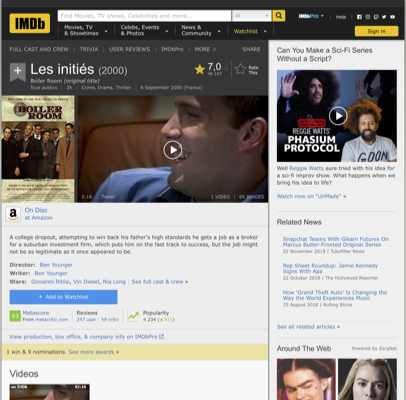 IMDb
Find Movies, TV shows, Celebrities and more...
All
IMDbPro
Help
Movies, TV & Showtimes
Celebs, Events & Photos
News & Community
Watchlist
Sign in
FULL CAST AND CREW | TRIVIA | USER REVIEWS | IMDbPro | MORE
SHARE
Les initiés (2000)
Boiler Room (original title)
Tous publics | 2h | Crime, Drama, Thriller | 6 September 2000 (France)
7,0
Rate This
BOILER ROOM
2:18 Trailer
1 VIDEO | 69 IMAGES
On Disc
at Amazon
A college dropout, attempting to win back his father's high standards he gets a job as a broker
for a suburban investment firm, which puts him on the fast track to success, but the job might
not be as legitimate as it once appeared to be.
Director: Ben Younger
Writer: Ben Younger
Stars: Giovanni Ribisi, Vin Diesel, Nia Long | See full cast & crew »
+ Add to Watchlist
63
Metascore
From metacritic.com
Reviews
247 user | 58 critic
Popularity
4 234
View production, box office, & company info on IMDbPro
1 win & 9 nominations. See more awards »
Videos
Can You Make a Sci-Fi Series
Without a Script?
REGGIE WATTS'
PHASIUM
PROTOCOL
Well Reggie Watts sure tried with his idea for
a sci-fi improv show. What happens when we
bring his idea to life?
Watch now on "UnMade" »
Related News
Snapchat Teams With Gleam Futures On
Marcus Butler-Fronted Original Series
02 November 2018 | Tubefilter News
Rep Sheet Roundup: Jamie Kennedy
Signs With Apa
22 October 2018 | The Hollywood Reporter
How 'Grand Theft Auto' Is Changing the
Way the World Experiences Music
25 August 2018 | Rolling Stone
See all related articles »
Around The Web
Powered by ZergNet